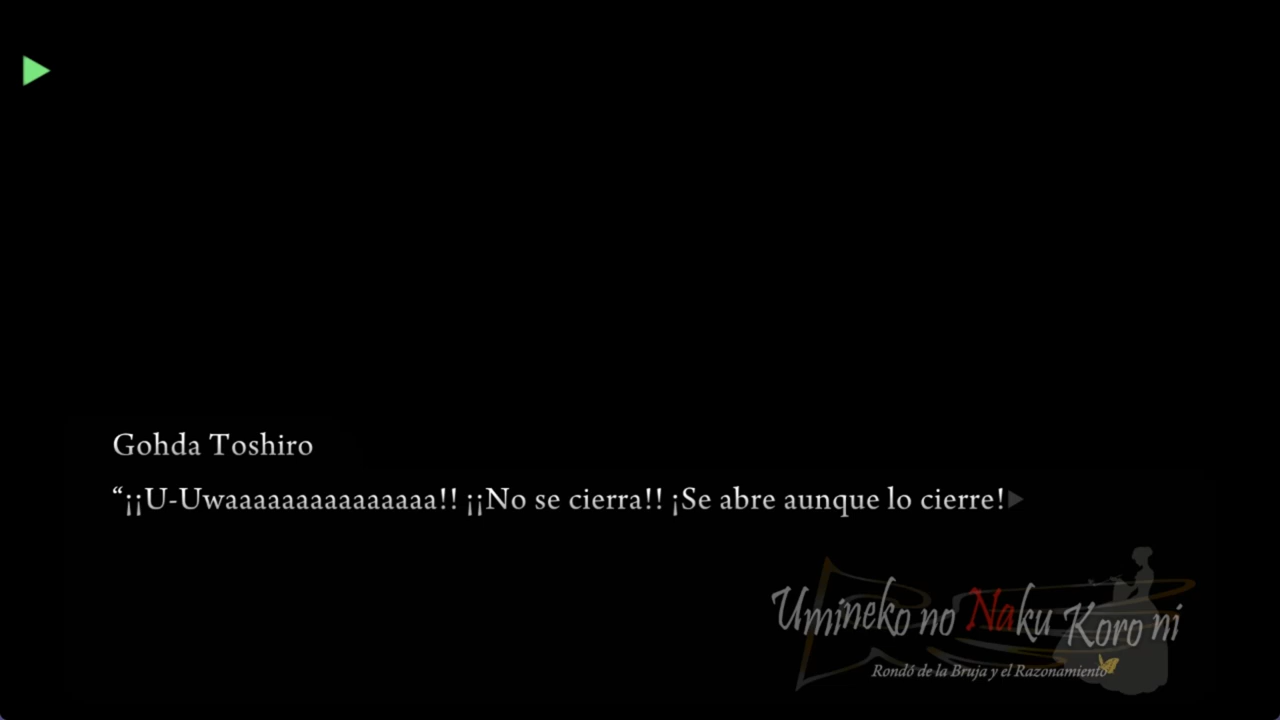 Gohda Toshiro
“¡¡U-Uwaaaaaaaaaaaaaaa!! ¡¡No se cierra!! ¡Se abre aunque lo cierre!
Umineko no Naku Koro ni
Rondó de la Bruja y el Razonamiento